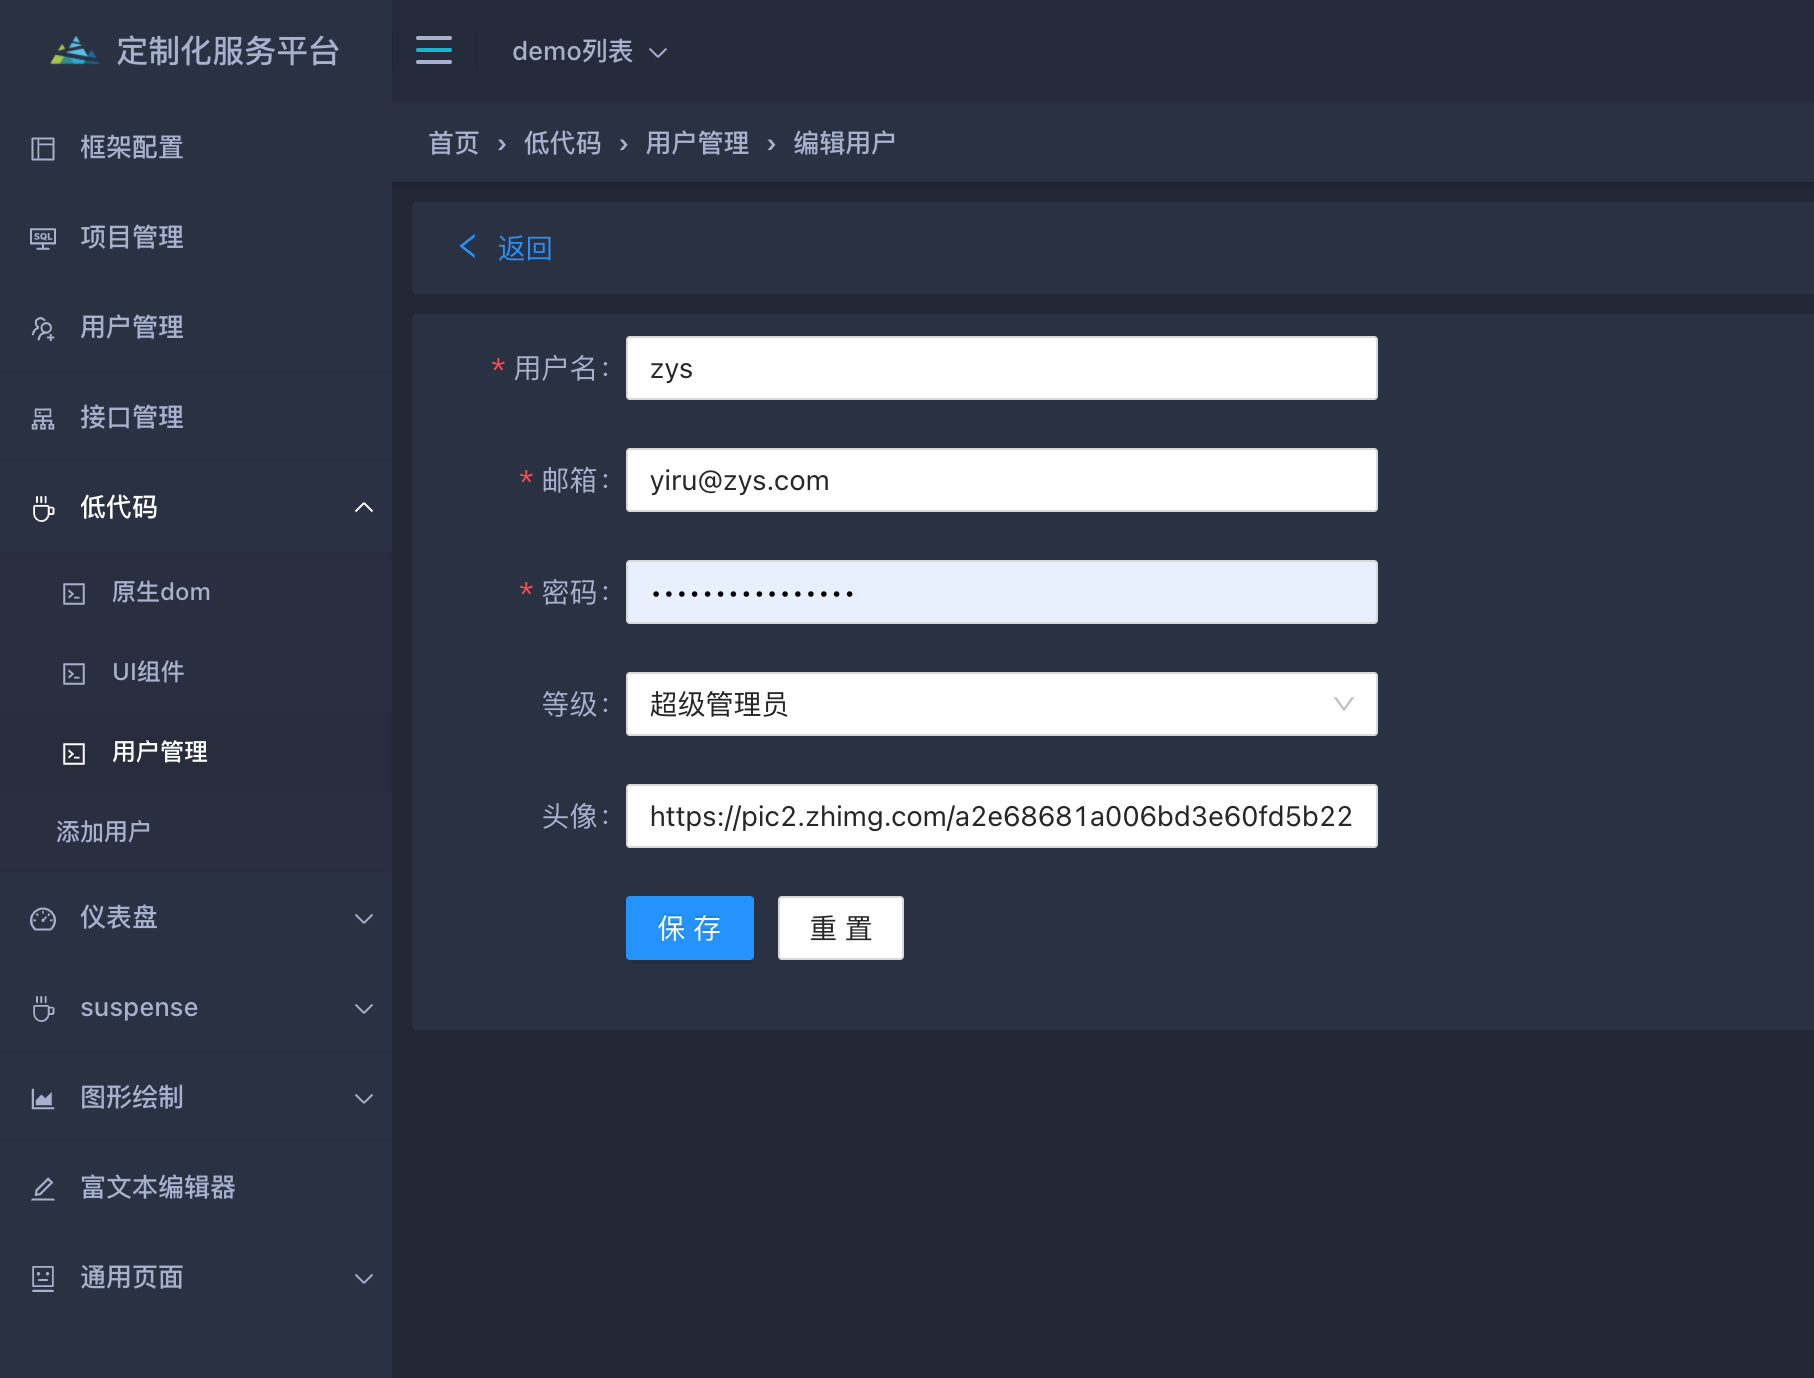 定制化服务平台
demo列表
框架配置
项目管理
SQL
用户管理
接口管理
低代码
原生dom
UI组件
用户管理
添加用户
仪表盘
suspense
图形绘制
富文本编辑器
通用页面
首页 › 低代码 › 用户管理 › 编辑用户
返回
* 用户名: zys
* 邮箱: yiru@zys.com
* 密码: ••••••••••••••••
等级: 超级管理员
头像: https://pic2.zhimg.com/a2e68681a006bd3e60fd5b22
保 存 重 置